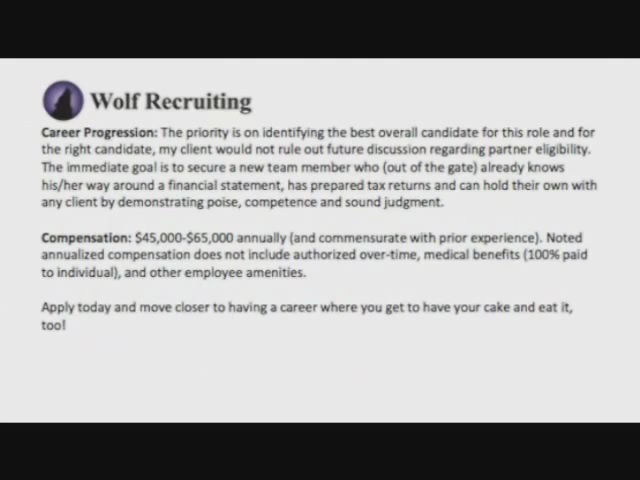 Wolf Recruiting
Career Progression: The priority is on identifying the best overall candidate for this role and for
the right candidate, my client would not rule out future discussion regarding partner eligibility.
The immediate goal is to secure a new team member who (out of the gate) already knows
his/her way around a financial statement, has prepared tax returns and can hold their own with
any client by demonstrating poise, competence and sound judgment.
Compensation: $45,000-$65,000 annually (and commensurate with prior experience). Noted
annualized compensation does not include authorized over-time, medical benefits (100% paid
to individual), and other employee amenities.
Apply today and move closer to having a career where you get to have your cake and eat it,
too!